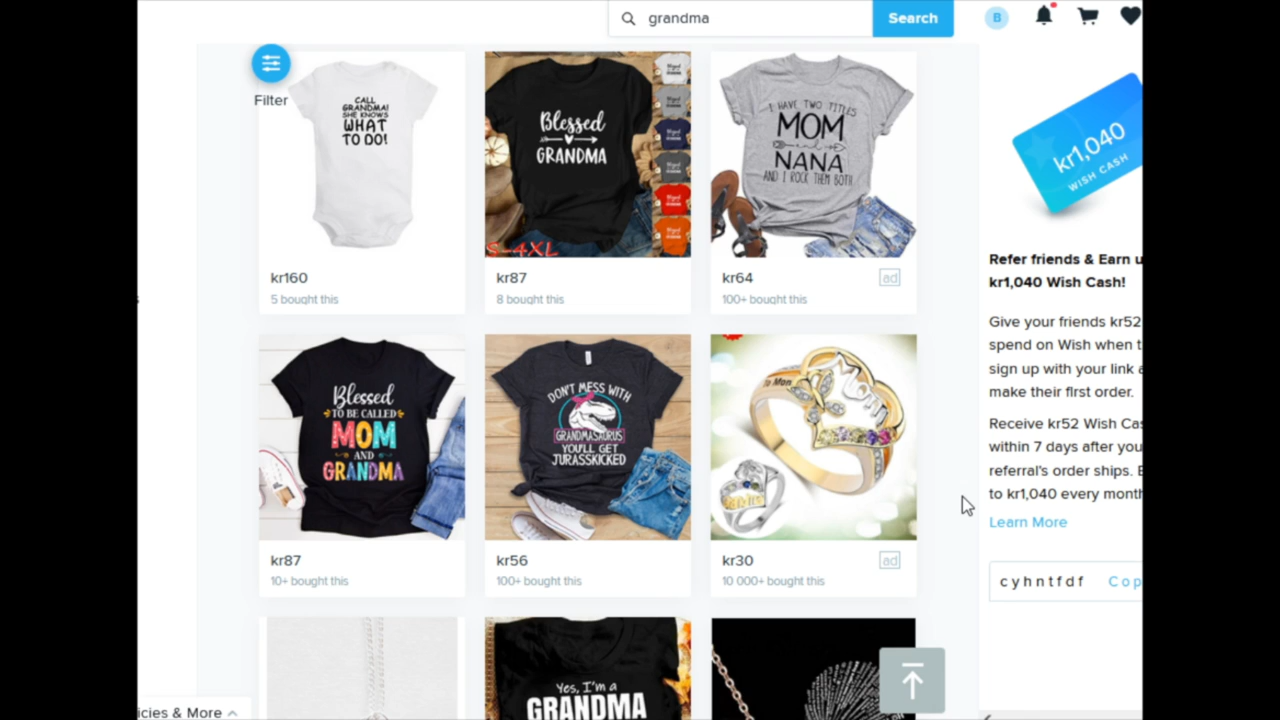 grandma
Search
B
Filter
CALL
GRANDMA!
SHE KNOWS
WHAT
TO DO!
Blessed
GRANDMA
S-4XL
I HAVE TWO TITLES
MOM
and
NANA
AND I ROCK THEM BOTH
kr1,040
WISH CASH
kr160
5 bought this
kr87
8 bought this
kr64
ad
100+ bought this
Refer friends & Earn u
kr1,040 Wish Cash!
Give your friends kr52
spend on Wish when t
sign up with your link a
make their first order.
Receive kr52 Wish Cas
within 7 days after you
referral's order ships. E
to kr1,040 every month
Learn More
cyhntfdf Cop
Blessed
TO BE CALLED
MOM
AND
GRANDMA
DON'T MESS WITH
GRANDMASAURUS
YOU'LL GET
JURASSKICKED
to Mom
Mom
kr87
10+ bought this
kr56
100+ bought this
kr30
ad
10 000+ bought this
Yes, I'm a
GRANDMA
icies & More